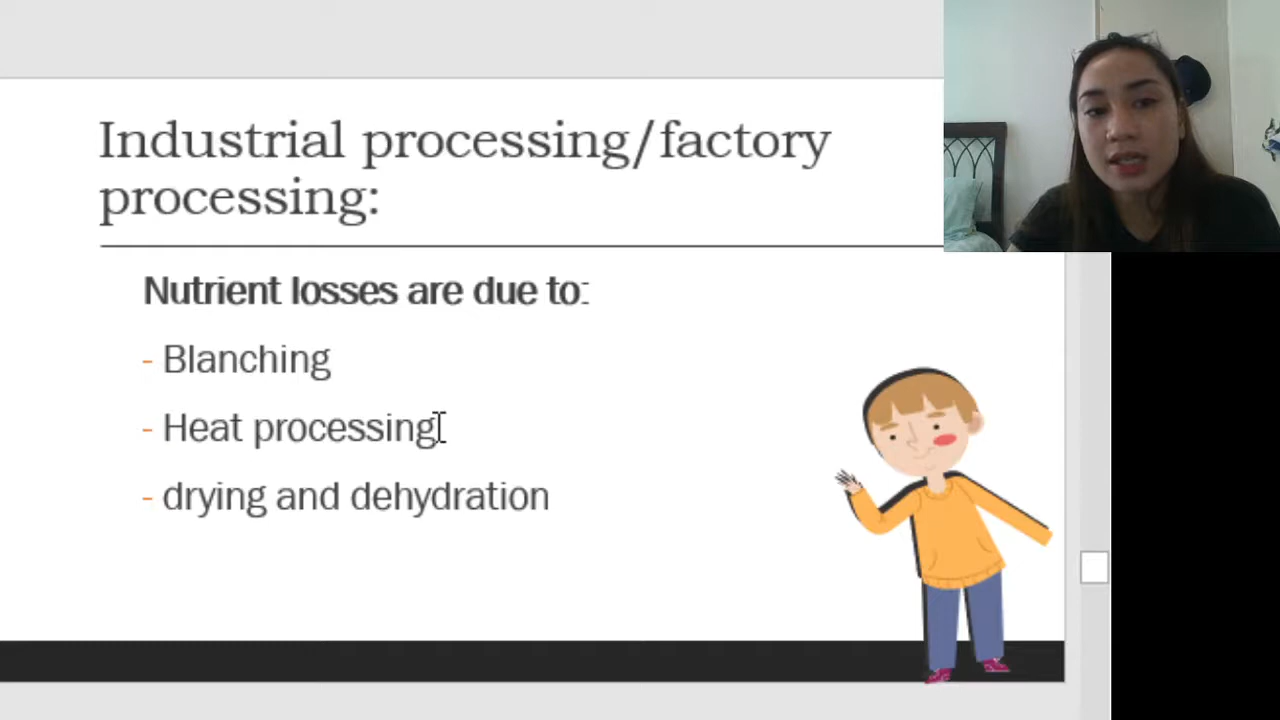 Industrial processing/factory
processing:
Nutrient losses are due to:
- Blanching
- Heat processing
- drying and dehydration